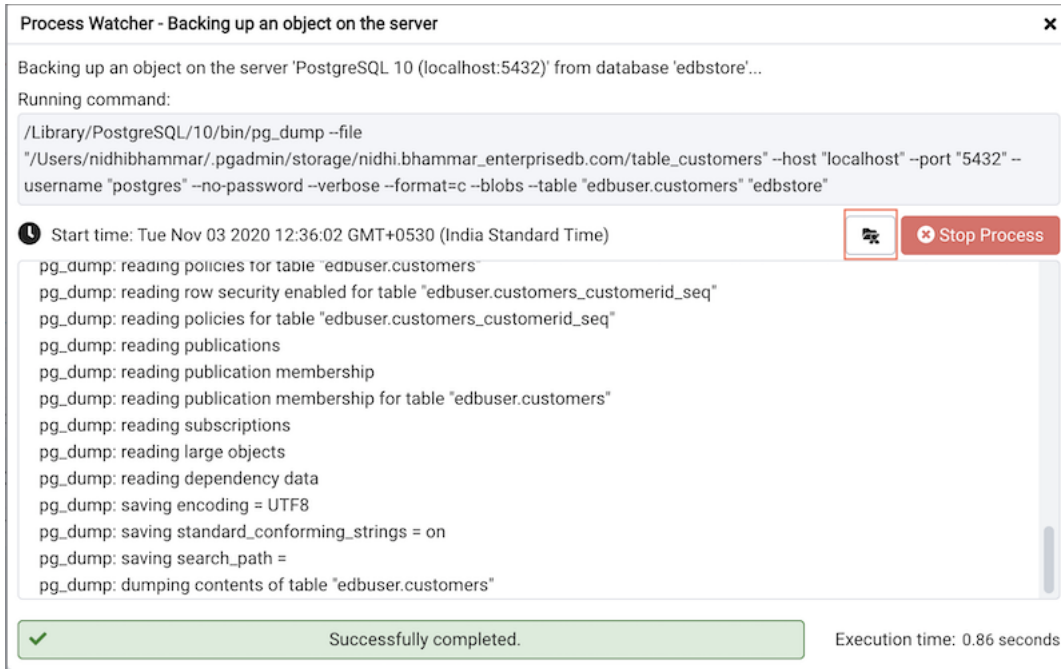 Process Watcher - Backing up an object on the server
Backing up an object on the server 'PostgreSQL 10 (localhost:5432)' from database 'edbstore'...
Running command:
/Library/PostgreSQL/10/bin/pg_dump --file
"/Users/nidhibhammar/.pgadmin/storage/nidhi.bhammar_enterprisedb.com/table_customers" --host "localhost" --port "5432" --
username "postgres" --no-password --verbose --format=c --blobs --table "edbuser.customers" "edbstore"
Start time: Tue Nov 03 2020 12:36:02 GMT+0530 (India Standard Time)
Stop Process
pg_dump: reading policies for table "edbuser.customers"
pg_dump: reading row security enabled for table "edbuser.customers_customerid_seq"
pg_dump: reading policies for table "edbuser.customers_customerid_seq"
pg_dump: reading publications
pg_dump: reading publication membership
pg_dump: reading publication membership for table "edbuser.customers"
pg_dump: reading subscriptions
pg_dump: reading large objects
pg_dump: reading dependency data
pg_dump: saving encoding = UTF8
pg_dump: saving standard_conforming_strings = on
pg_dump: saving search_path =
pg_dump: dumping contents of table "edbuser.customers"
Successfully completed.
Execution time: 0.86 seconds